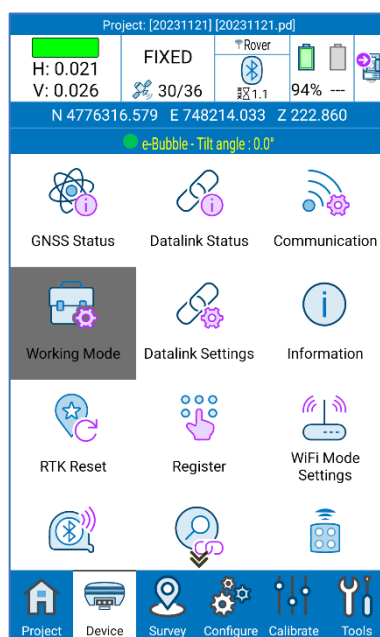 Project: [20231121] [20231121.pd]
H: 0.021
V: 0.026
FIXED
30/36
Rover
1.1
94% ---
N 4776316.579 E 748214.033 Z 222.860
e-Bubble - Tilt angle : 0.0°
GNSS Status
Datalink Status
Communication
Working Mode
Datalink Settings
Information
RTK Reset
Register
WiFi Mode
Settings
Project
Device
Survey
Configure
Calibrate
Tools